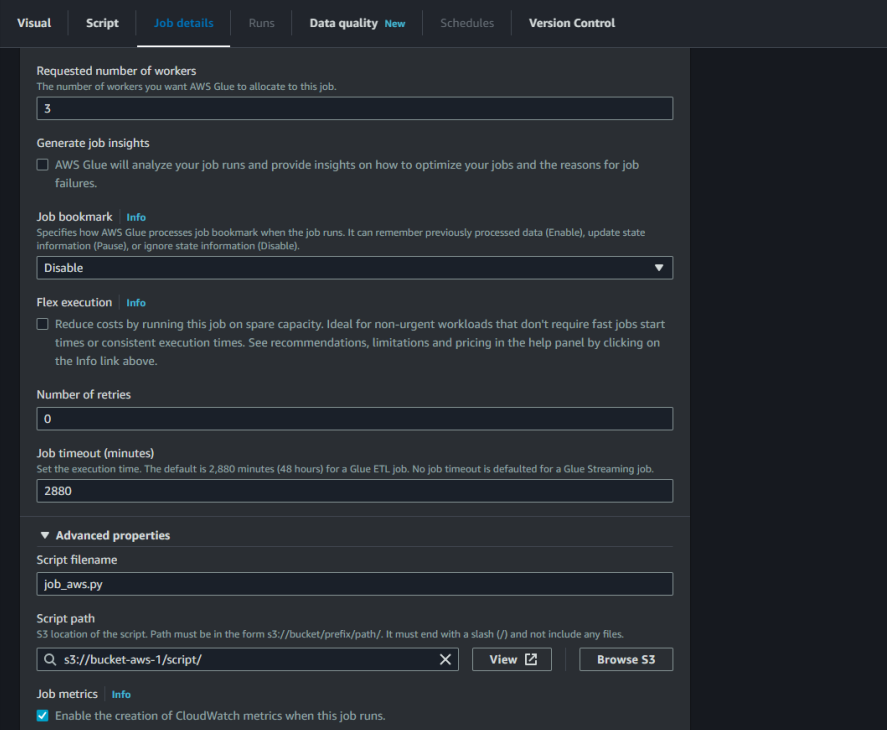 Visual Script Job details Runs Data quality New Schedules Version Control
Requested number of workers
The number of workers you want AWS Glue to allocate to this job.
3
Generate job insights
AWS Glue will analyze your job runs and provide insights on how to optimize your jobs and the reasons for job
failures.
Job bookmark Info
Specifies how AWS Glue processes job bookmark when the job runs. It can remember previously processed data (Enable), update state
information (Pause), or ignore state information (Disable).
Disable
Flex execution Info
Reduce costs by running this job on spare capacity. Ideal for non-urgent workloads that don't require fast jobs start
times or consistent execution times. See recommendations, limitations and pricing in the help panel by clicking on
the Info link above.
Number of retries
0
Job timeout (minutes)
Set the execution time. The default is 2,880 minutes (48 hours) for a Glue ETL job. No job timeout is defaulted for a Glue Streaming job.
2880
Advanced properties
Script filename
job_aws.py
Script path
S3 location of the script. Path must be in the form s3://bucket/prefix/path/. It must end with a slash (/) and not include any files.
s3://bucket-aws-1/script/ View Browse S3
Job metrics Info
Enable the creation of CloudWatch metrics when this job runs.